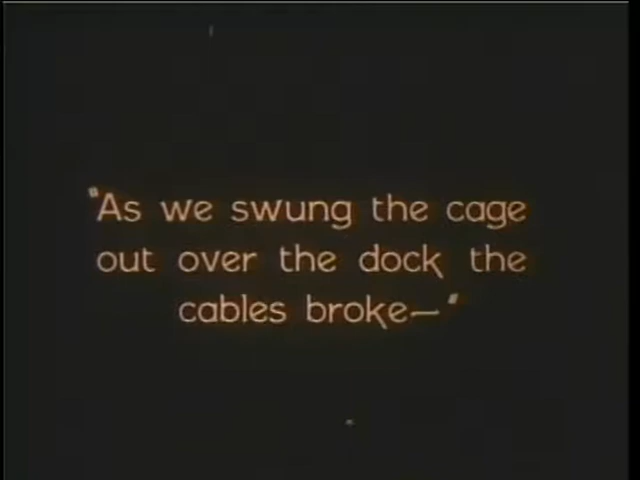 "As we swung the cage
out over the dock the
cables broke—"